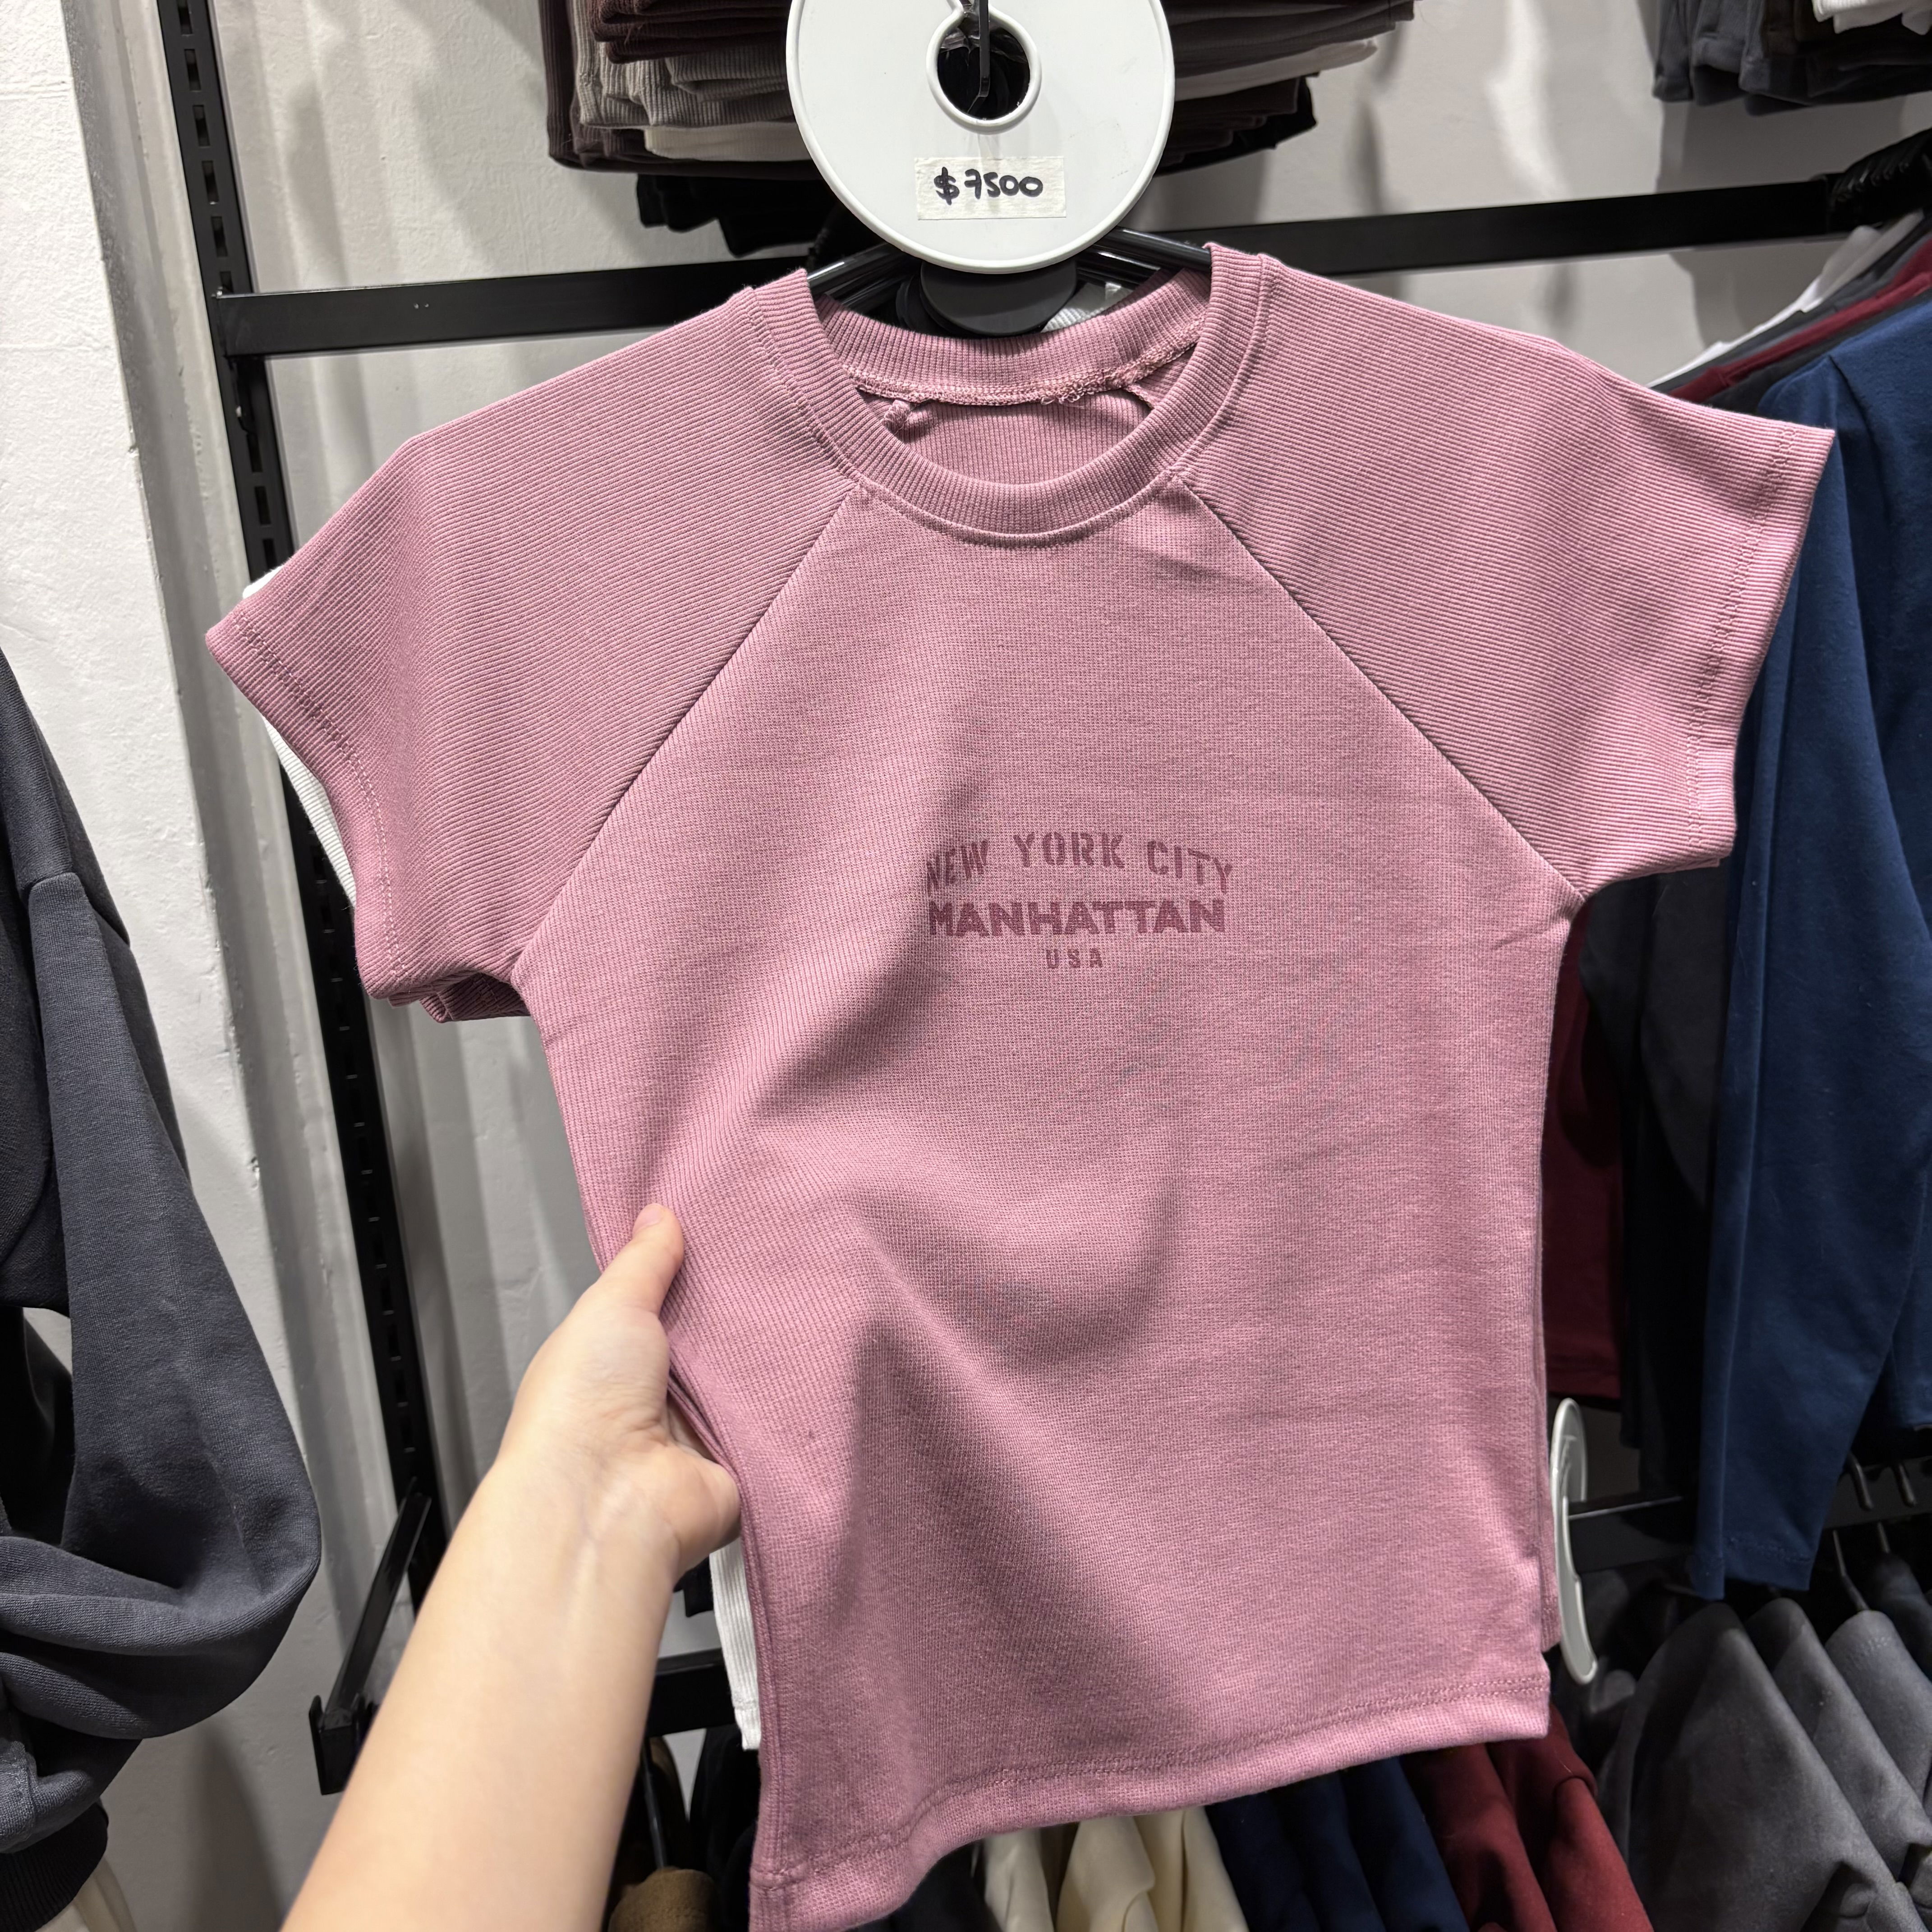 $7500
NEW YORK CITY
MANHATTAN
USA